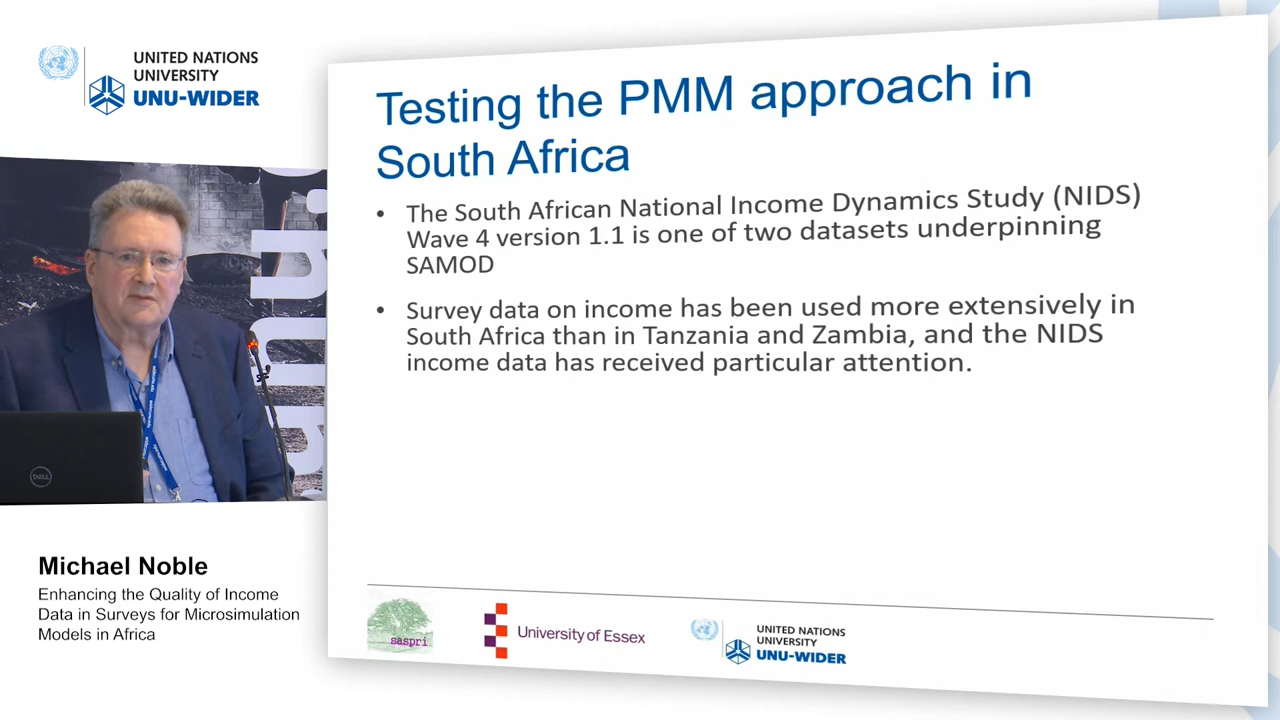 UNITED NATIONS
UNIVERSITY
UNU-WIDER
DELL
Michael Noble
Enhancing the Quality of Income
Data in Surveys for Microsimulation
Models in Africa
Testing the PMM approach in
South Africa
• The South African National Income Dynamics Study (NIDS)
Wave 4 version 1.1 is one of two datasets underpinning
SAMOD
• Survey data on income has been used more extensively in
South Africa than in Tanzania and Zambia, and the NIDS
income data has received particular attention.
saspri
University of Essex
UNITED NATIONS
UNIVERSITY
UNU-WIDER